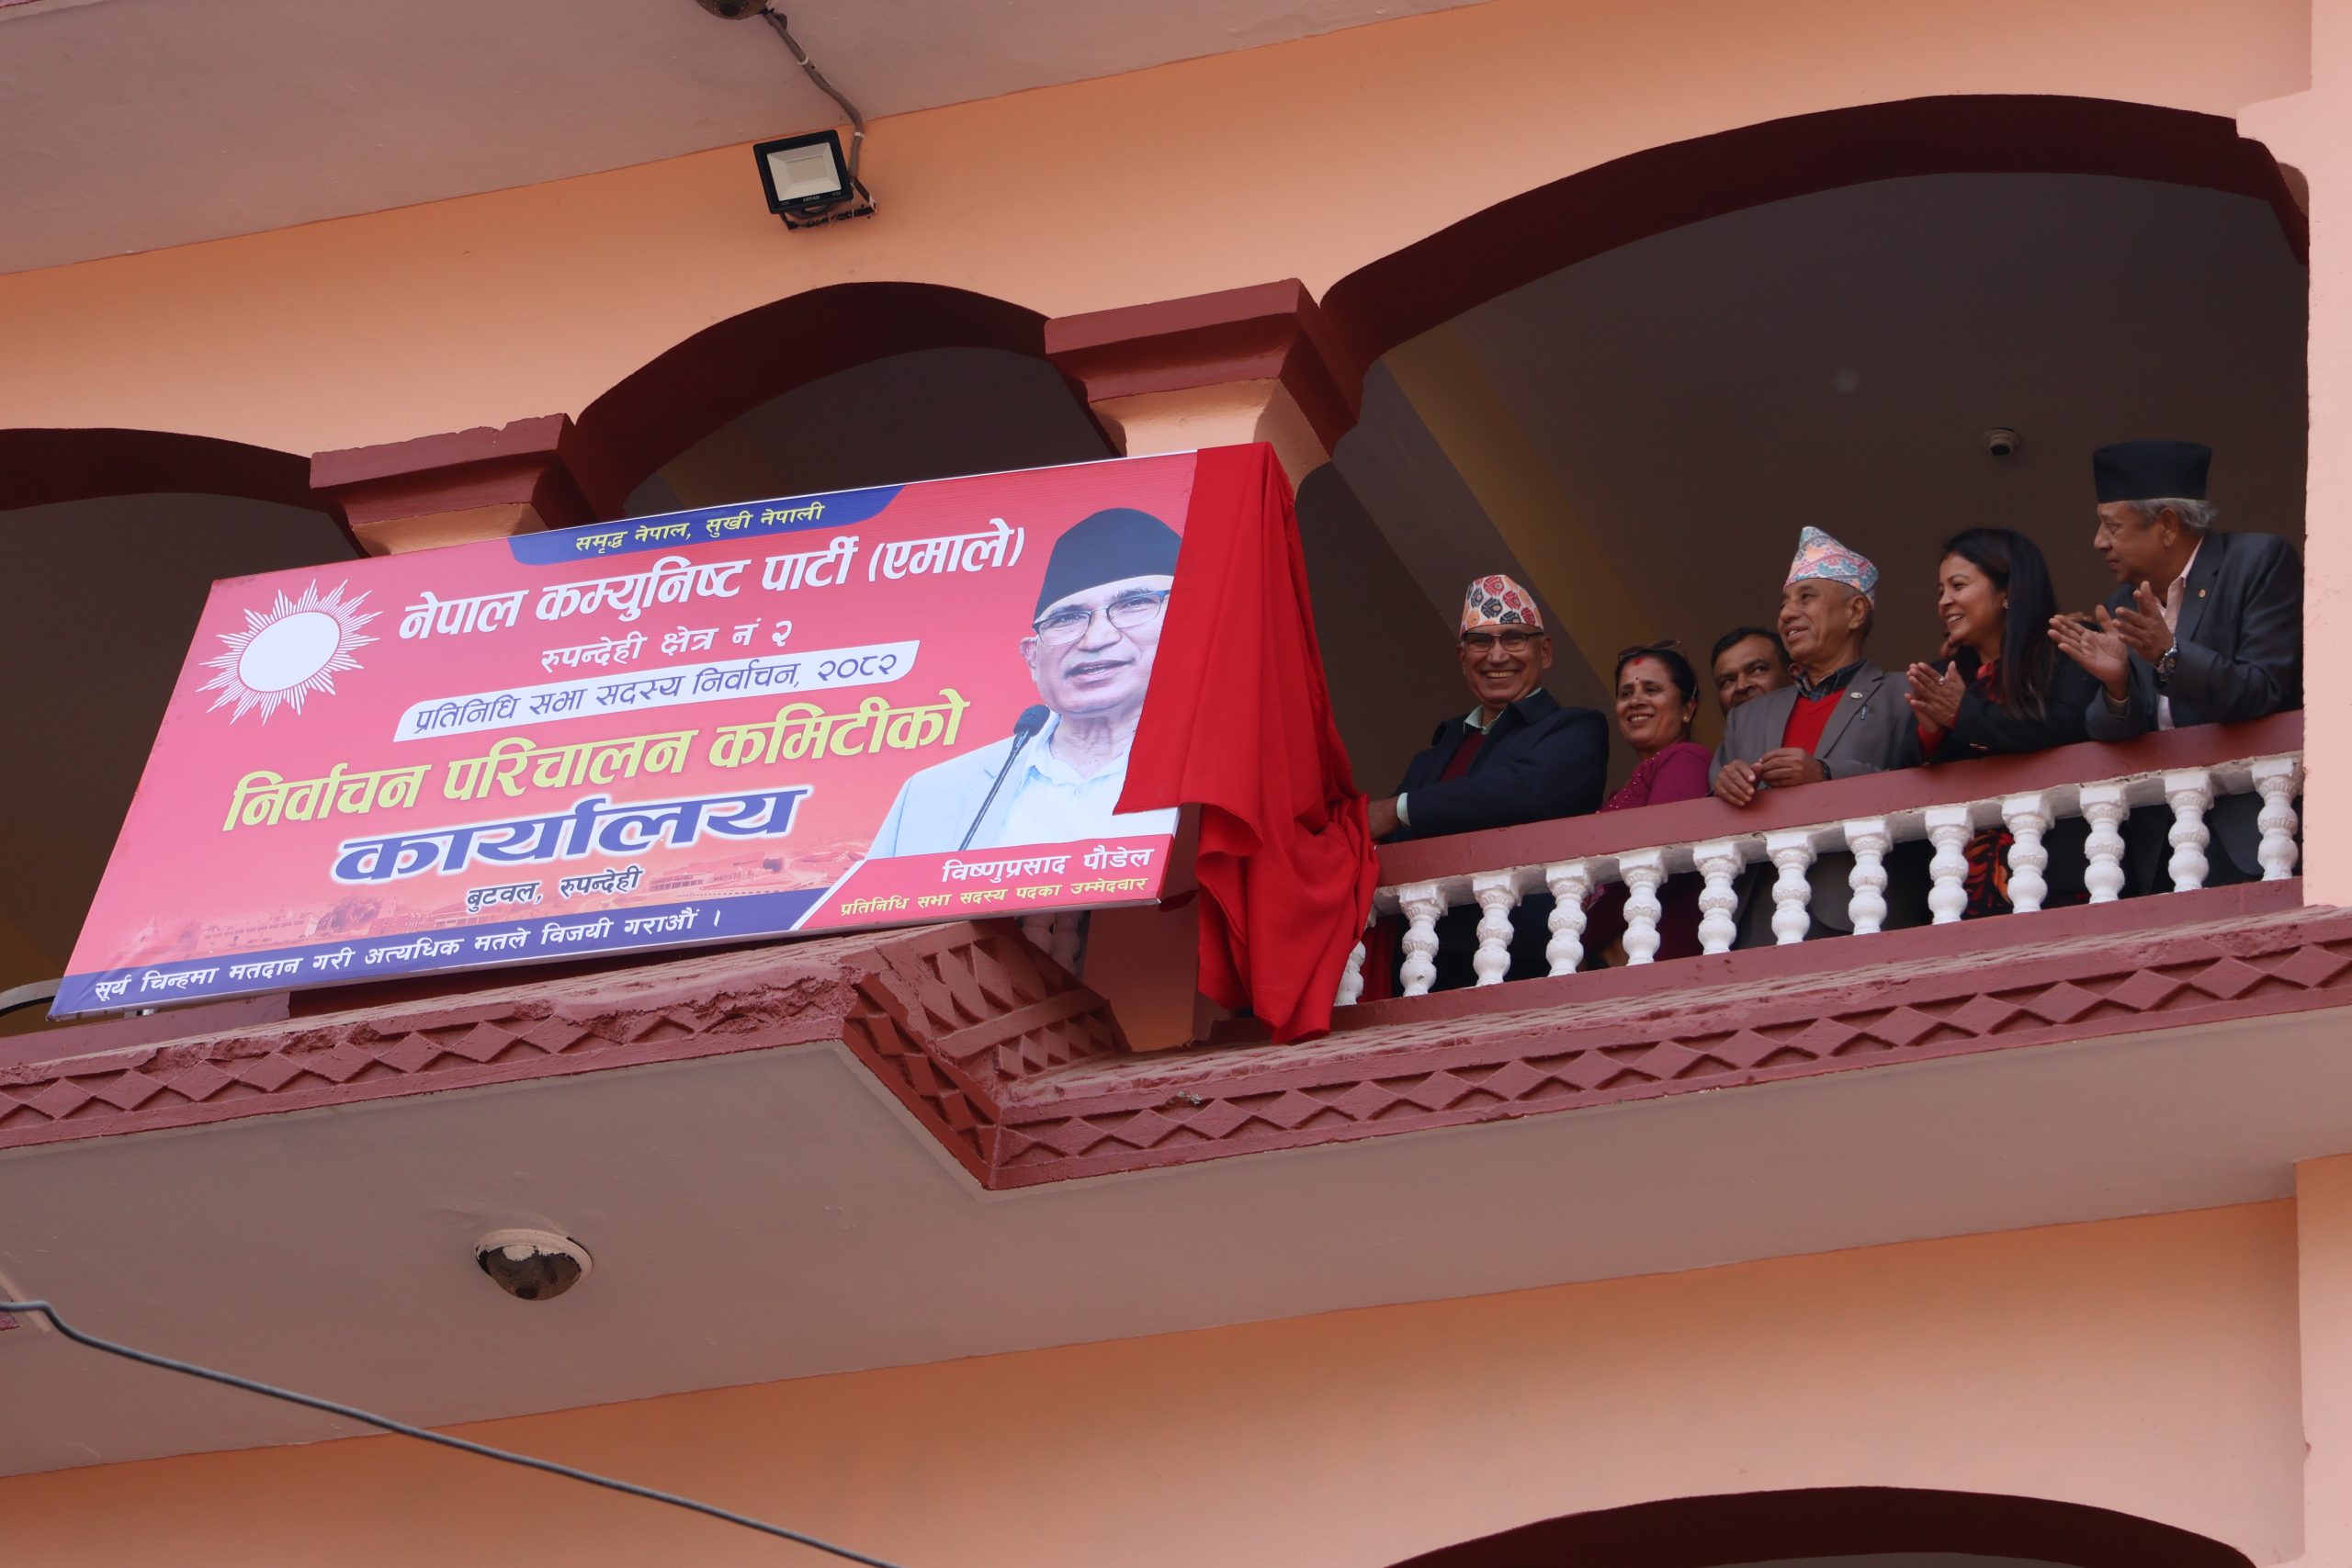 समृद्ध नेपाल, सुखी नेपाली
नेपाल कम्युनिष्ट पार्टी (एमाले)
रुपन्देही क्षेत्र नं २
प्रतिनिधि सभा सदस्य निर्वाचन, २०८२
निर्वाचन परिचालन कमिटीको
कार्यालय
बुटवल, रुपन्देही
विष्णुप्रसाद पौडेल
प्रतिनिधि सभा सदस्य पदका उम्मेदवार
सूर्य चिन्हमा मतदान गरी अत्यधिक मतले विजयी गराऔं ।